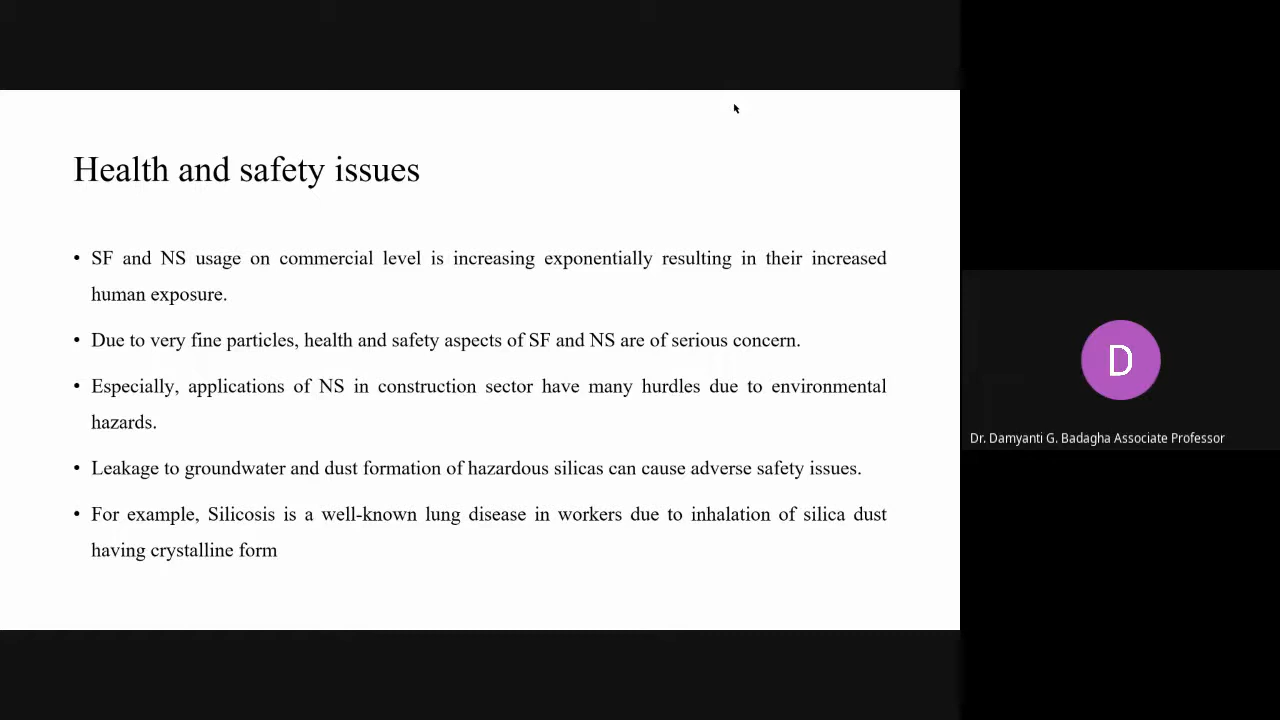 Health and safety issues
• SF and NS usage on commercial level is increasing exponentially resulting in their increased
human exposure.
• Due to very fine particles, health and safety aspects of SF and NS are of serious concern.
• Especially, applications of NS in construction sector have many hurdles due to environmental
hazards.
• Leakage to groundwater and dust formation of hazardous silicas can cause adverse safety issues.
• For example, Silicosis is a well-known lung disease in workers due to inhalation of silica dust
having crystalline form
D
Dr. Damyanti G. Badagha Associate Professor